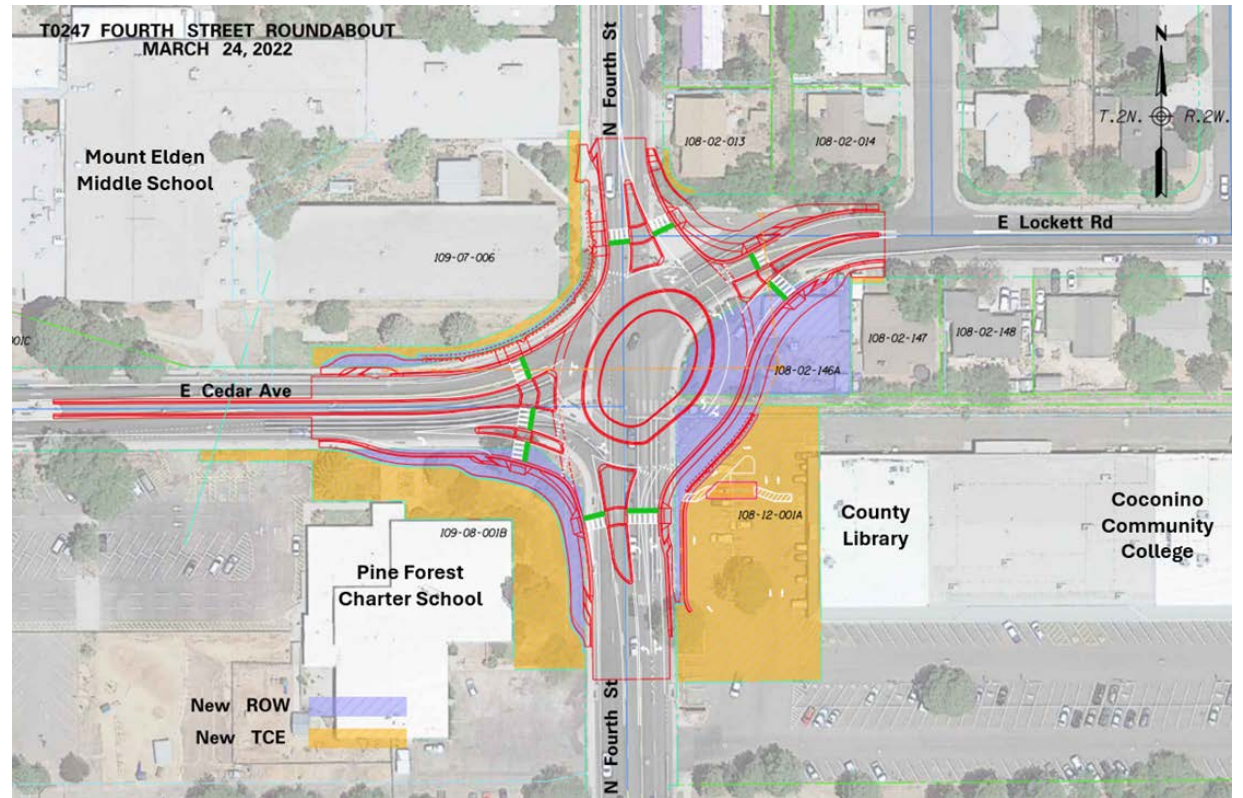 T0247 FOURTH STREET ROUNDABOUT
MARCH 24, 2022
N Fourth St
N
T.2N. R.2W.
108-02-013
108-02-014
Mount Elden
Middle School
E Lockett Rd
109-07-006
01C
108-02-147
108-02-148
108-02-146A
E Cedar Ave
109-08-001B
108-12-001A
County
Library
Coconino
Community
College
Pine Forest
Charter School
New ROW
New TCE
N Fourth St